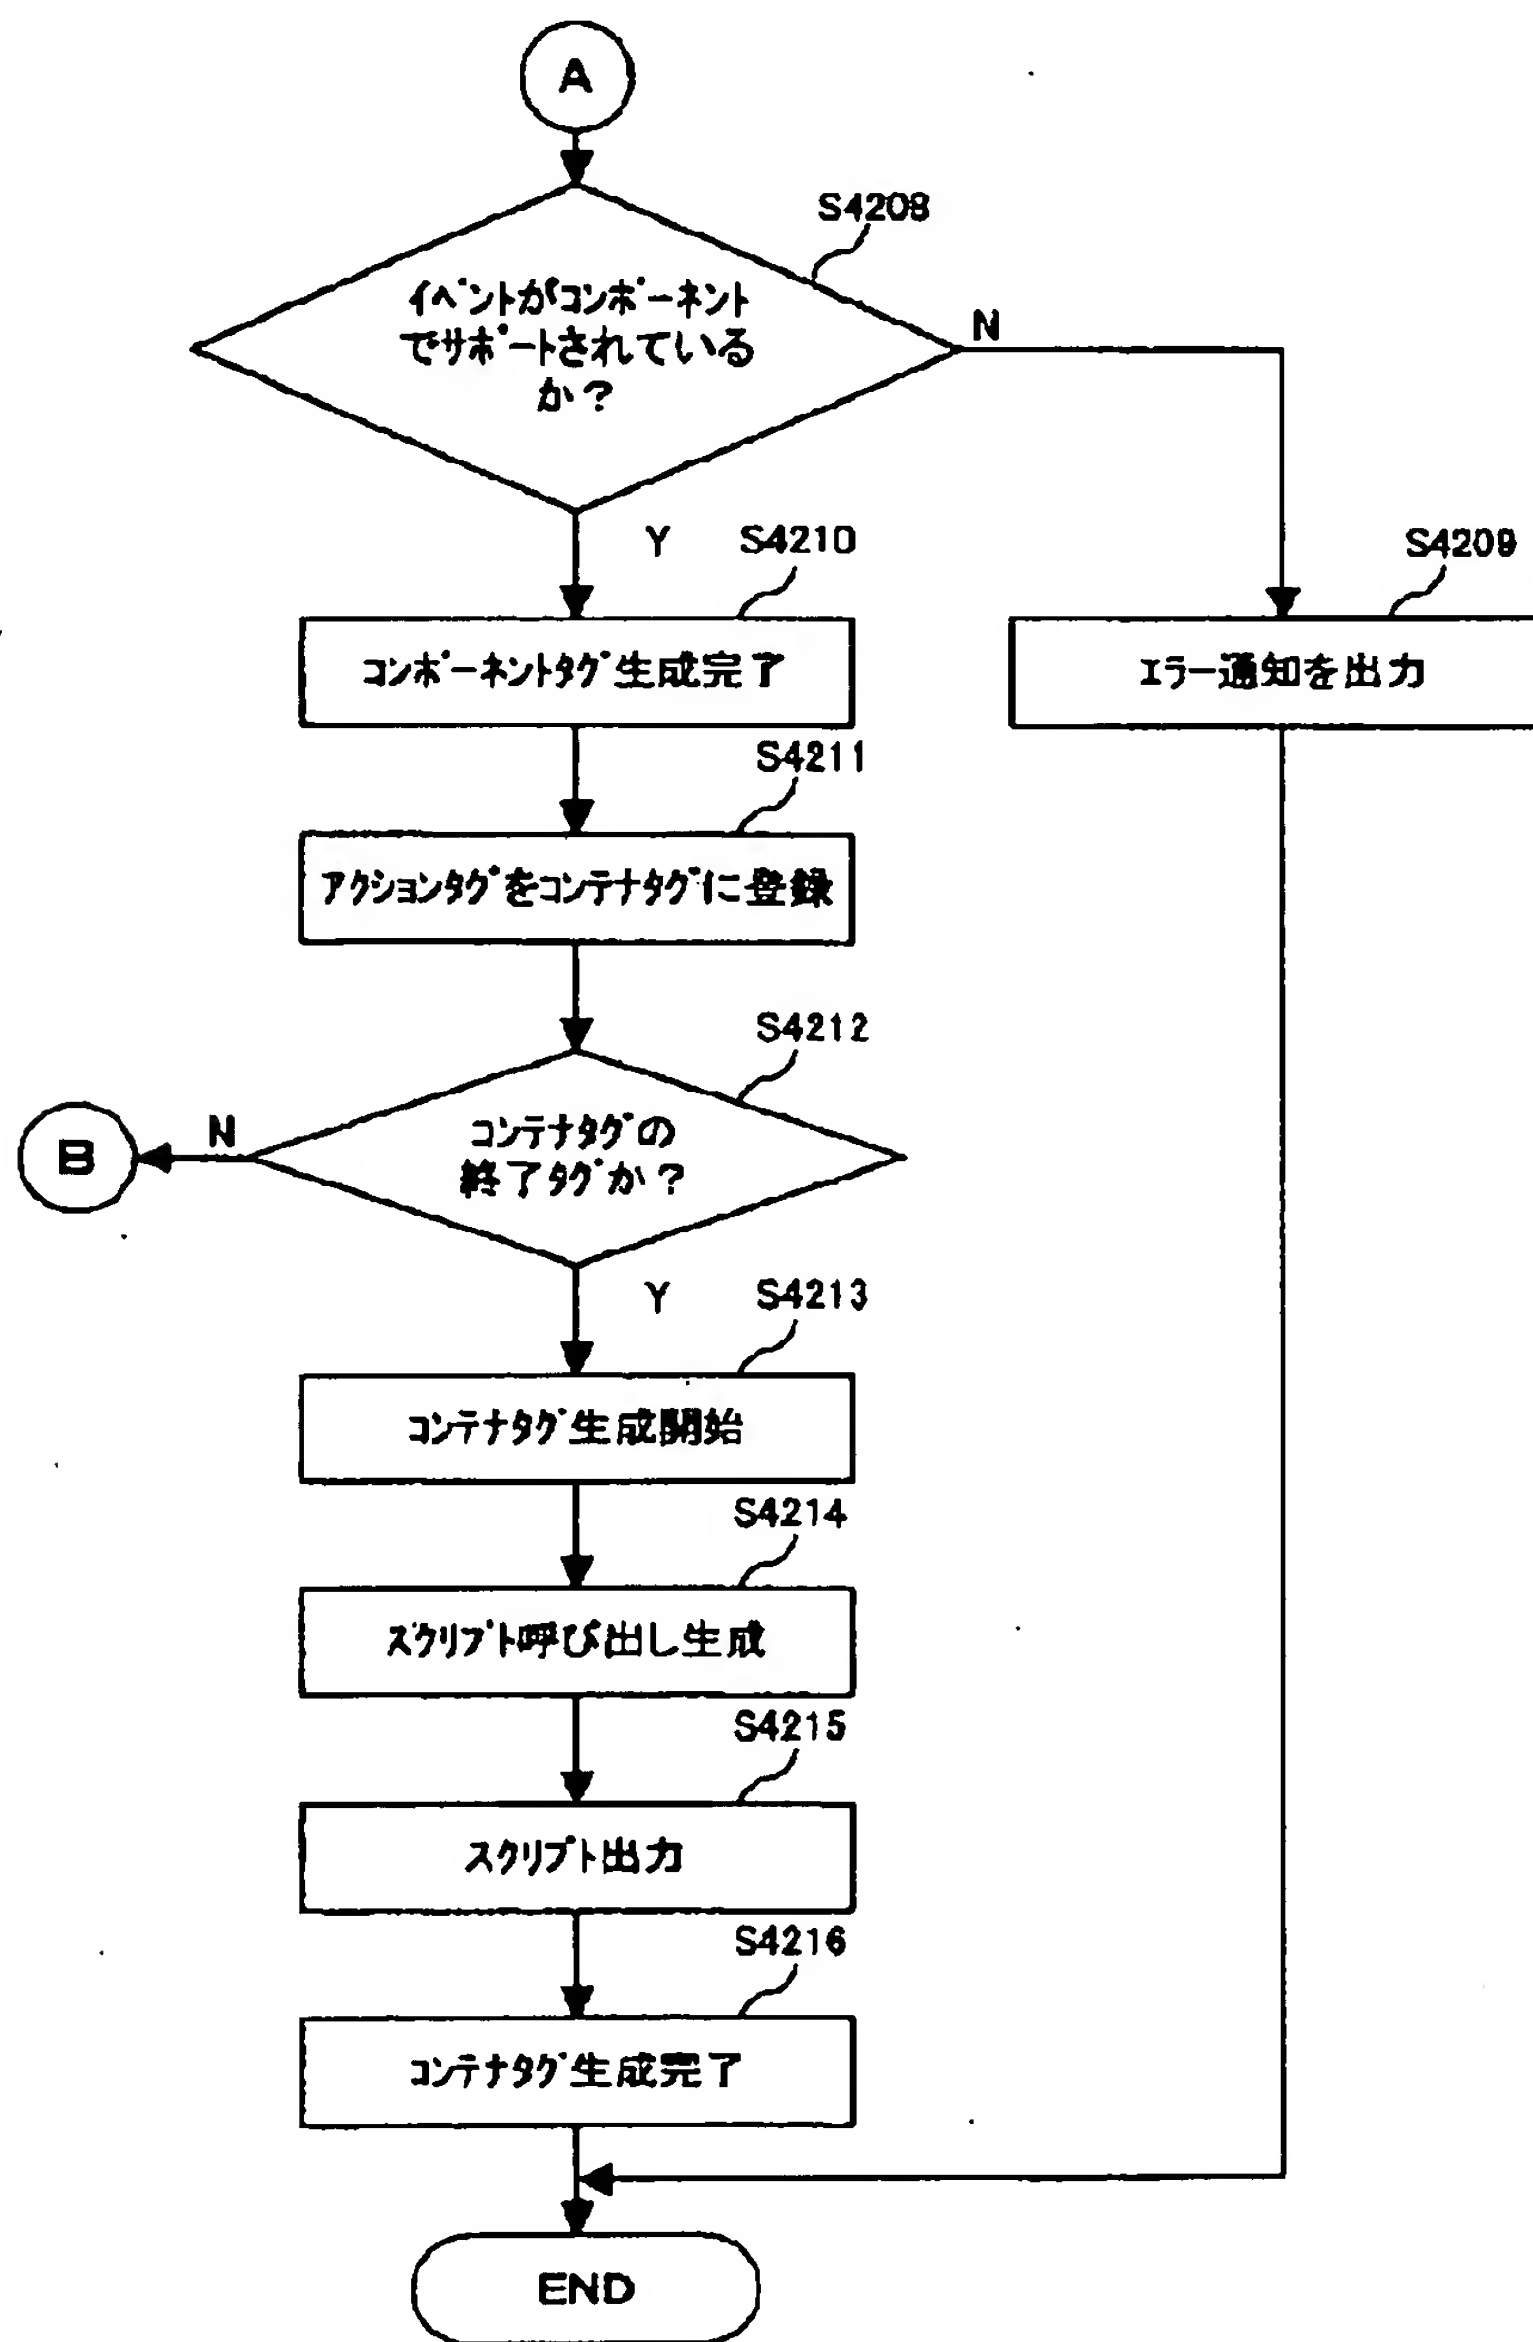 A
S4208
イベントがコンポーネント
でサポートされている
か?
N
Y
S4210
S4209
コンポーネントタグ生成完了
エラー通知を出力
S4211
アクションタグをコンテナタグに登録
S4212
B
N
コンテナタグの
終了タグか?
Y
S4213
コンテナタグ生成開始
S4214
スクリプト呼び出し生成
S4215
スクリプト出力
S4216
コンテナタグ生成完了
END